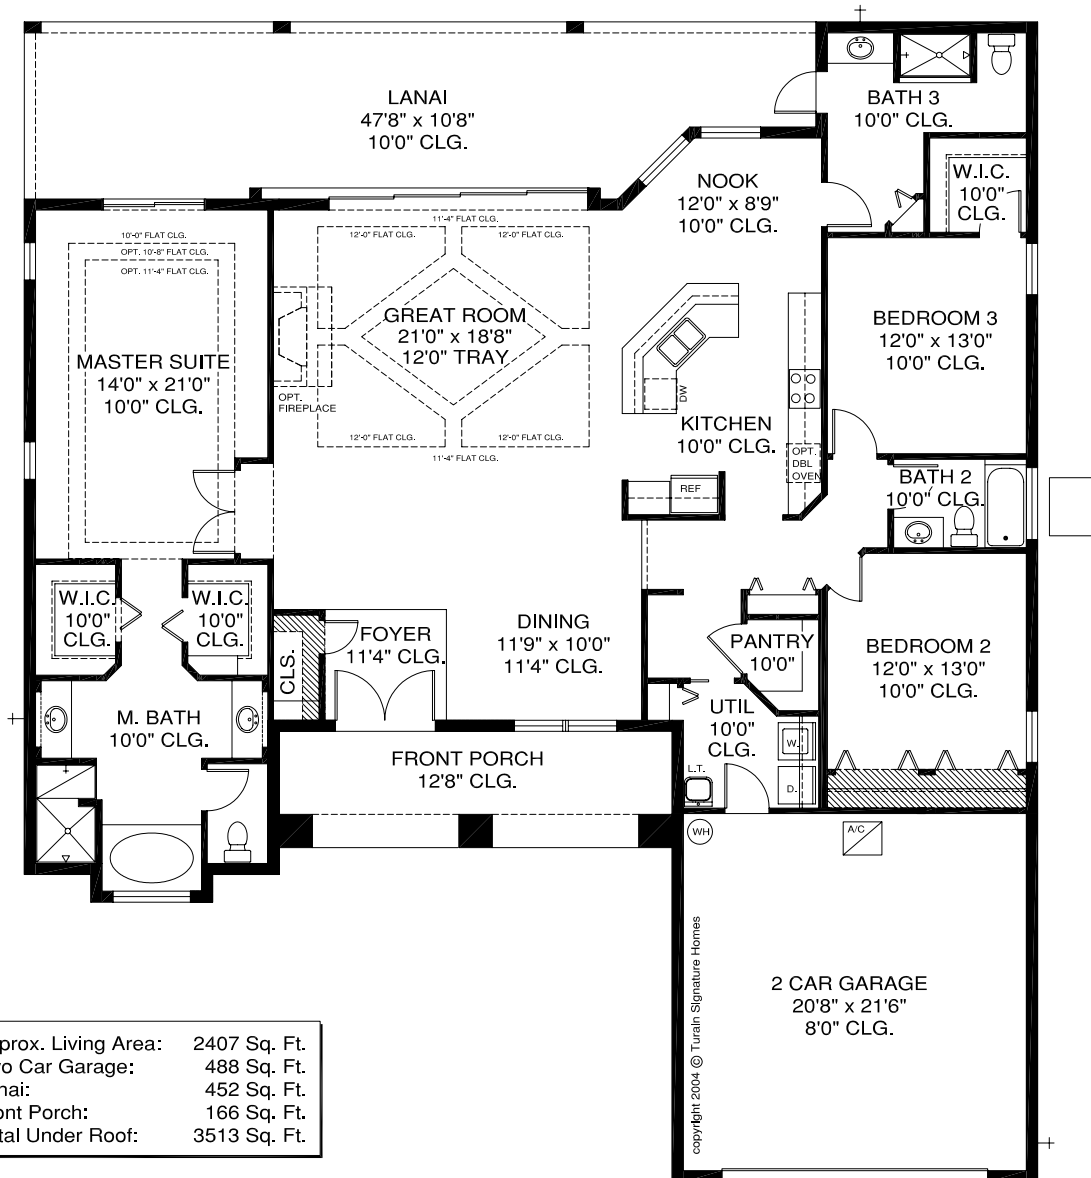 LANAI
47'8" x 10'8"
10'0" CLG.
BATH 3
10'0" CLG.
W.I.C.
10'0"
CLG.
NOOK
12'0" x 8'9"
10'0" CLG.
11'-4" FLAT CLG.
12'-0" FLAT CLG.
12'-0" FLAT CLG.
10'-0" FLAT CLG.
OPT. 10'-8" FLAT CLG.
OPT. 11'-4" FLAT CLG.
GREAT ROOM
21'0" x 18'8"
12'0" TRAY
BEDROOM 3
12'0" x 13'0"
10'0" CLG.
MASTER SUITE
14'0" x 21'0"
10'0" CLG.
OPT.
FIREPLACE
DW
KITCHEN
10'0" CLG.
12'-0" FLAT CLG.
12'-0" FLAT CLG.
11'-4" FLAT CLG.
OPT.
DBL
OVEN
REF
BATH 2
10'0" CLG.
W.I.C.
10'0"
CLG.
W.I.C.
10'0"
CLG.
CLS.
FOYER
11'4" CLG.
DINING
11'9" x 10'0"
11'4" CLG.
PANTRY
10'0"
BEDROOM 2
12'0" x 13'0"
10'0" CLG.
M. BATH
10'0" CLG.
UTIL
10'0"
CLG.
W.
L.T.
D.
FRONT PORCH
12'8" CLG.
WH
A/C
2 CAR GARAGE
20'8" x 21'6"
8'0" CLG.
copyright 2004 © Turain Signature Homes
prox. Living Area: 2407 Sq. Ft.
o Car Garage: 488 Sq. Ft.
nai: 452 Sq. Ft.
ont Porch: 166 Sq. Ft.
tal Under Roof: 3513 Sq. Ft.